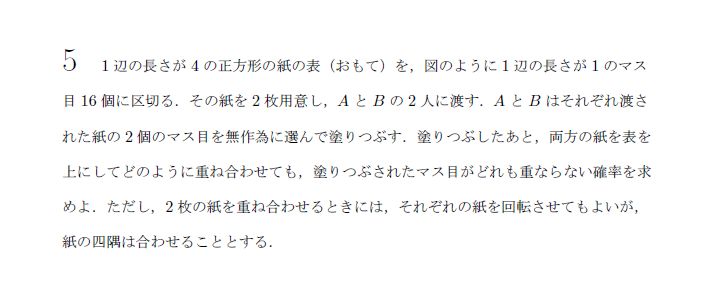 5 1 辺の長さが 4 の正方形の紙の表（おもて）を，図のように 1 辺の長さが 1 のマス
目 16 個に区切る．その紙を 2 枚用意し，A と B の 2 人に渡す．A と B はそれぞれ渡さ
れた紙の 2 個のマス目を無作為に選んで塗りつぶす．塗りつぶしたあと，両方の紙を表を
上にしてどのように重ね合わせても，塗りつぶされたマス目がどれも重ならない確率を求
めよ．ただし，2 枚の紙を重ね合わせるときには，それぞれの紙を回転させてもよいが，
紙の四隅は合わせることとする．